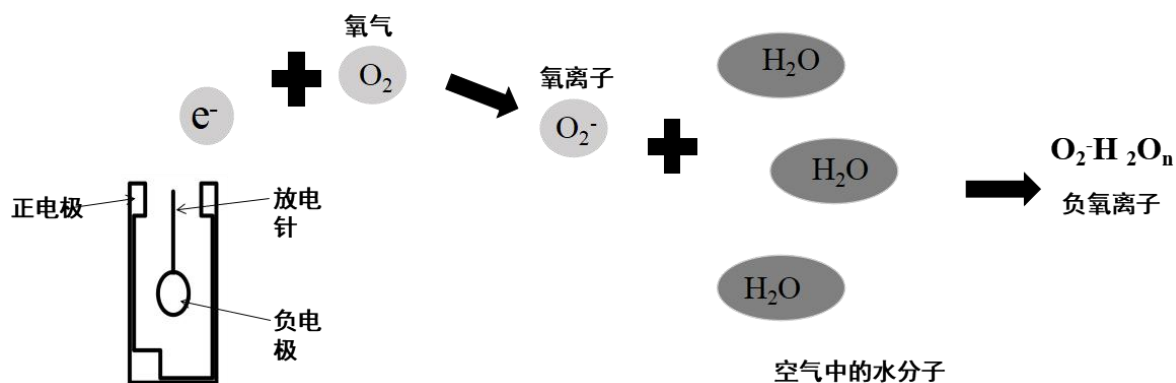 氧气
O₂
e⁻
氧离子
O₂⁻
H₂O
H₂O
H₂O
O₂⁻H ₂Oₙ
负氧离子
正电极
放电
针
负电
极
空气中的水分子